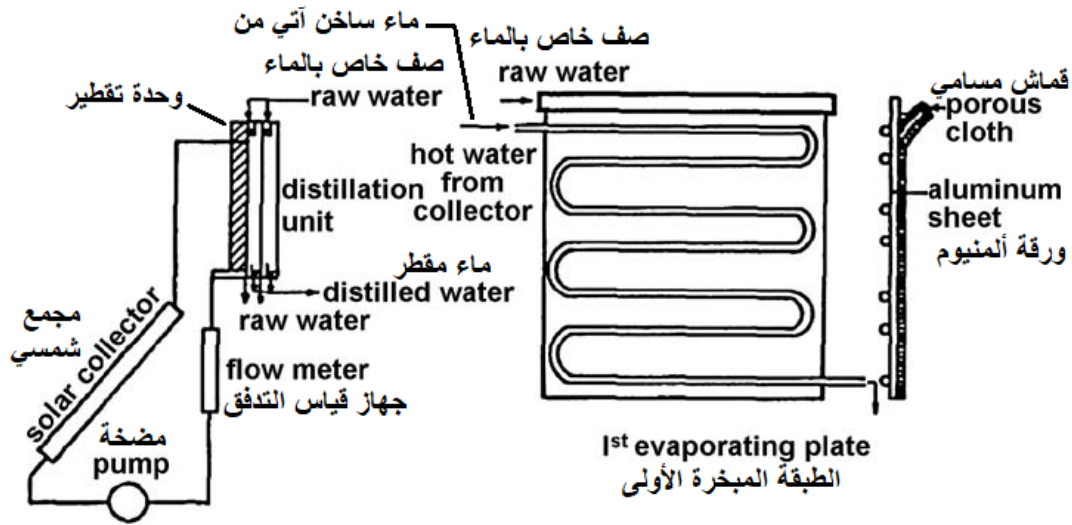 ماء ساخن آتي من
صف خاص بالماء
raw water
وحدة تقطير
distillation
unit
ماء مقطر
distilled water
raw water
مجمع
شمسي
solar collector
flow meter
جهاز قياس التدفق
مضخة
pump
صف خاص بالماء
raw water
hot water
from
collector
قماش مسامي
porous
cloth
aluminum
sheet
ورقة ألمنيوم
Ist evaporating plate
الطبقة المبخرة الأولى